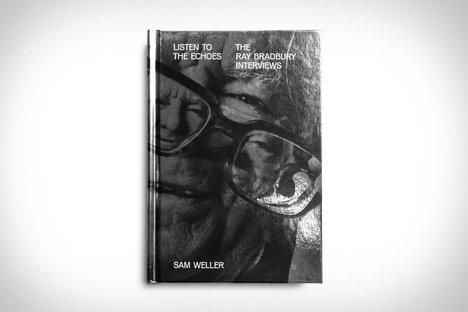 LISTEN TO
THE ECHOES
THE
RAY BRADBURY
INTERVIEWS
SAM WELLER